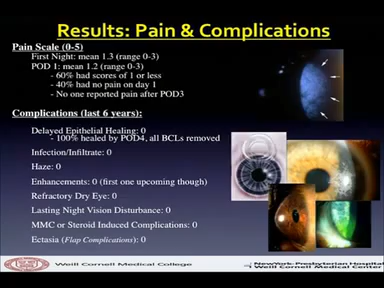 Results: Pain & Complications
Pain Scale (0-5)
First Night: mean 1.3 (range 0-3)
POD 1: mean 1.2 (range 0-3)
- 60% had scores of 1 or less
- 40% had no pain on day 1
- No one reported pain after POD3
Complications (last 6 years):
Delayed Epithelial Healing: 0
- 100% healed by POD4, all BCLs removed
Infection/Infiltrate: 0
Haze: 0
Enhancements: 0 (first one upcoming though)
Refractory Dry Eye: 0
Lasting Night Vision Disturbance: 0
MMC or Steroid Induced Complications: 0
Ectasia (Flap Complications): 0
Weill Cornell Medical College
NewYork-Presbyterian Hospital
Weill Cornell Medical Center